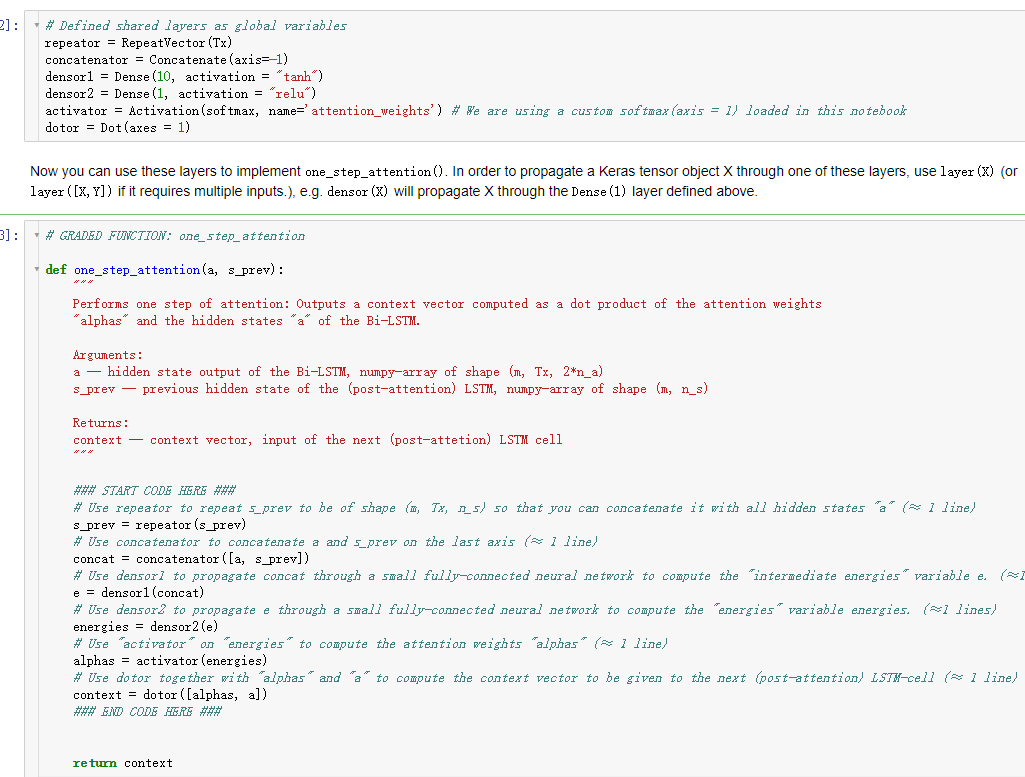 2]:
# Defined shared layers as global variables
repeator = RepeatVector(Tx)
concatenator = Concatenate(axis=-1)
densor1 = Dense(10, activation = "tanh")
densor2 = Dense(1, activation = "relu")
activator = Activation(softmax, name='attention_weights') # We are using a custom softmax(axis = 1) loaded in this notebook
dotor = Dot(axes = 1)
Now you can use these layers to implement one_step_attention(). In order to propagate a Keras tensor object X through one of these layers, use layer(X) (or
layer([X,Y]) if it requires multiple inputs.), e.g. densor(X) will propagate X through the Dense(1) layer defined above.
3]:
# GRADED FUNCTION: one_step_attention
def one_step_attention(a, s_prev):
"""
Performs one step of attention: Outputs a context vector computed as a dot product of the attention weights
"alphas" and the hidden states "a" of the Bi-LSTM.
Arguments:
a -- hidden state output of the Bi-LSTM, numpy-array of shape (m, Tx, 2*n_a)
s_prev -- previous hidden state of the (post-attention) LSTM, numpy-array of shape (m, n_s)
Returns:
context -- context vector, input of the next (post-attetion) LSTM cell
"""
### START CODE HERE ###
# Use repeator to repeat s_prev to be of shape (m, Tx, n_s) so that you can concatenate it with all hidden states "a" (≈ 1 line)
s_prev = repeator(s_prev)
# Use concatenator to concatenate a and s_prev on the last axis (≈ 1 line)
concat = concatenator([a, s_prev])
# Use densor1 to propagate concat through a small fully-connected neural network to compute the "intermediate energies" variable e. (≈1
e = densor1(concat)
# Use densor2 to propagate e through a small fully-connected neural network to compute the "energies" variable energies. (≈1 lines)
energies = densor2(e)
# Use "activator" on "energies" to compute the attention weights "alphas" (≈ 1 line)
alphas = activator(energies)
# Use dotor together with "alphas" and "a" to compute the context vector to be given to the next (post-attention) LSTM-cell (≈ 1 line)
context = dotor([alphas, a])
### END CODE HERE ###
return context